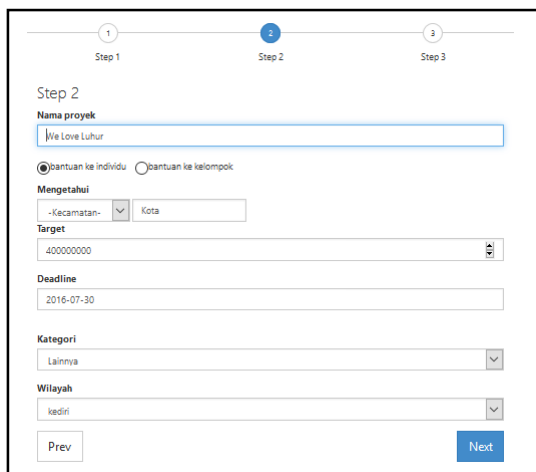 1 2 3
Step 1 Step 2 Step 3
Step 2
Nama proyek
We Love Luhur
bantuan ke individu bantuan ke kelompok
Mengetahui
-Kecamatan- Kota
Target
400000000
Deadline
2016-07-30
Kategori
Lainnya
Wilayah
kediri
Prev Next